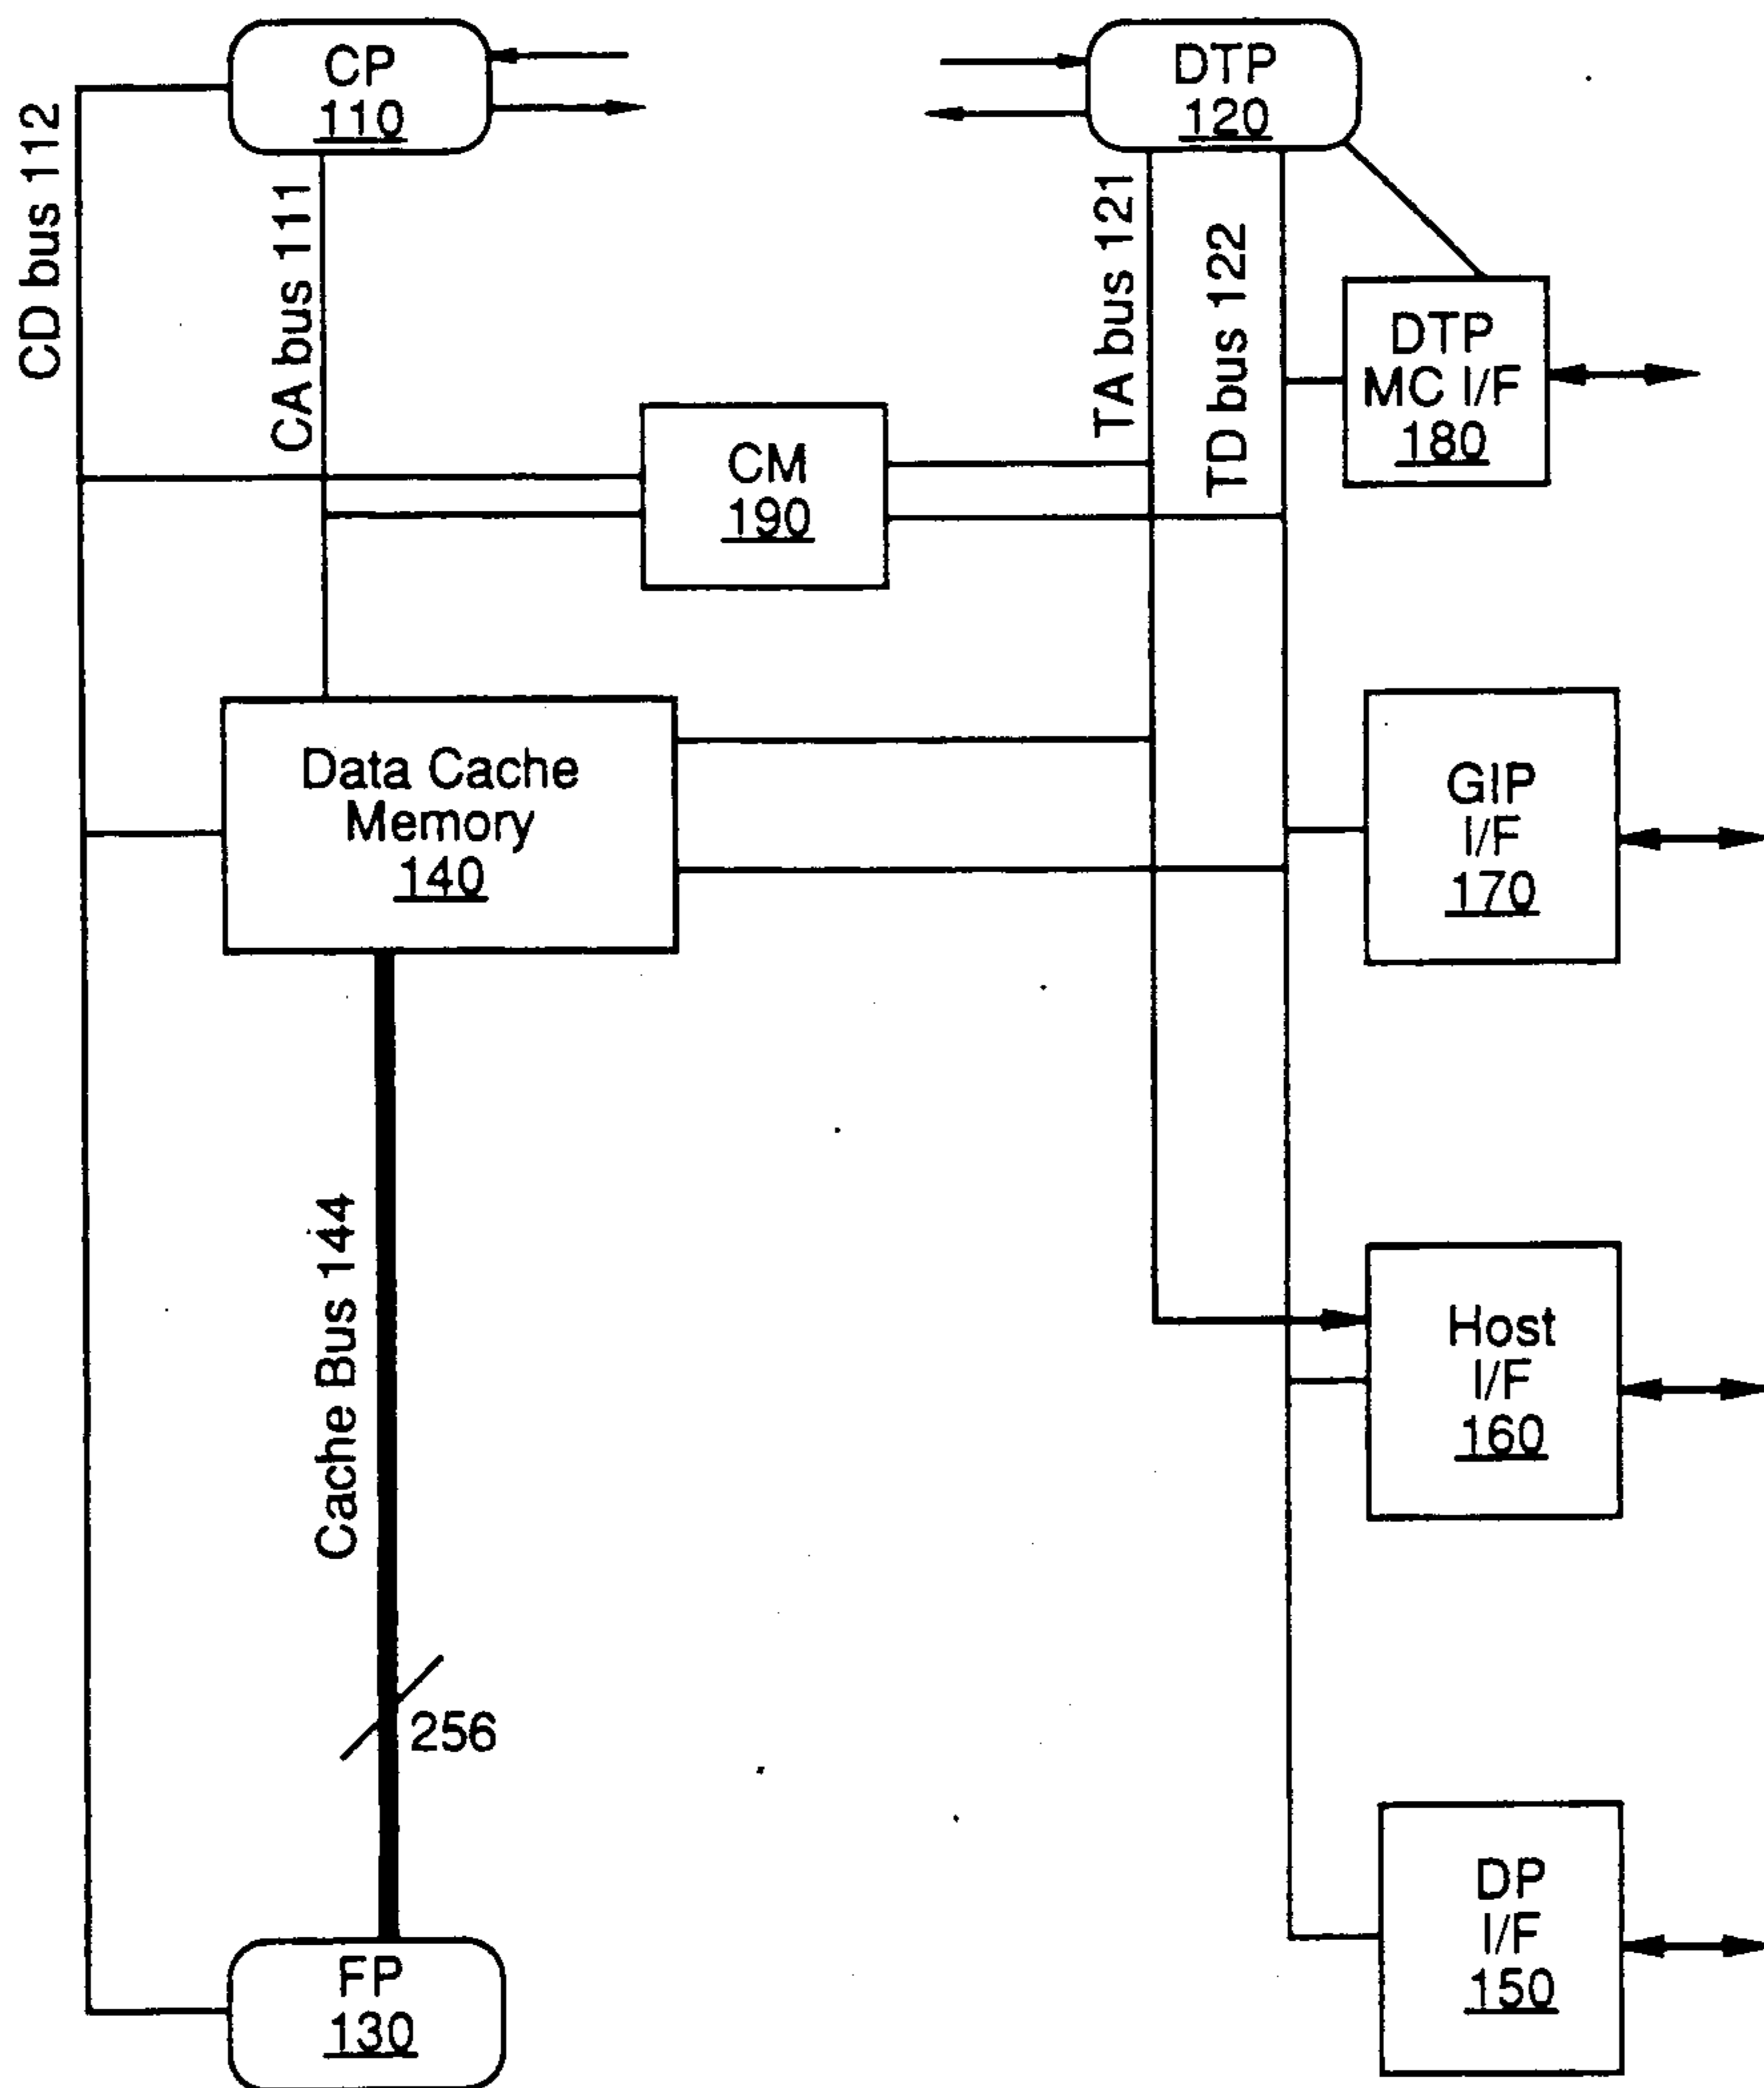 CP
110
DTP
120
CD bus 112
CA bus 111
TA bus 121
TD bus 122
DTP
MC I/F
180
CM
190
Data Cache
Memory
140
GIP
I/F
170
Cache Bus 144
Host
I/F
160
256
DP
I/F
150
FP
130